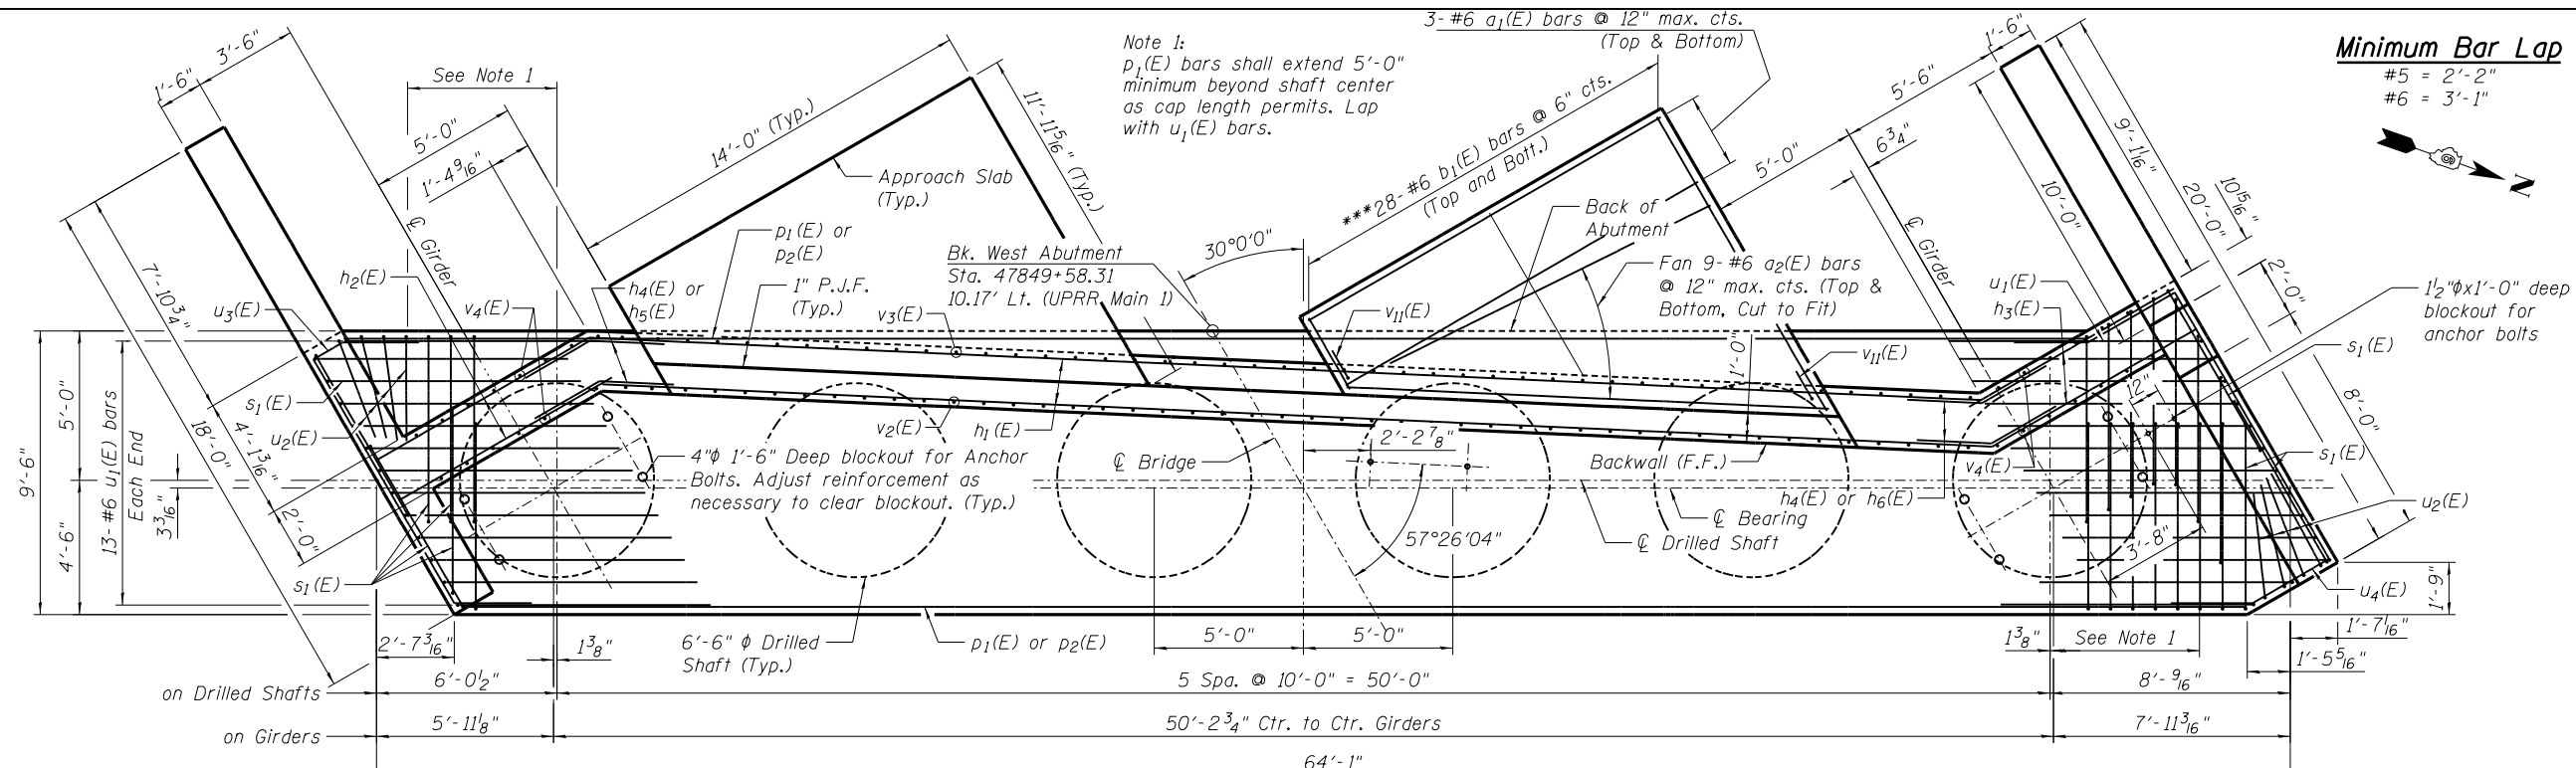 3-#6 a1(E) bars @ 12" max. cts.
(Top & Bottom)
Note 1:
p1(E) bars shall extend 5'-0"
minimum beyond shaft center
as cap length permits. Lap
with u1(E) bars.
Minimum Bar Lap
#5 = 2'-2"
#6 = 3'-1"
N
1'-6"
3'-6"
See Note 1
5'-0"
1'-4 9/16"
14'-0" (Typ.)
11'-11 5/16" (Typ.)
Approach Slab
(Typ.)
***28-#6 b1(E) bars @ 6" cts.
(Top and Bott.)
1'-6"
5'-6"
5'-0"
6 3/4"
10'-0"
9'-1 1/16"
20'-0"
10 15/16"
2'-0"
8'-0"
℄ Girder
p1(E) or
p2(E)
1" P.J.F.
(Typ.)
Bk. West Abutment
Sta. 47849+58.31
10.17' Lt. (UPRR Main 1)
30°0'0"
Back of
Abutment
Fan 9-#6 a2(E) bars
@ 12" max. cts. (Top &
Bottom, Cut to Fit)
℄ Girder
u1(E)
h3(E)
1 1/2"ϕx1'-0" deep
blockout for
anchor bolts
s1(E)
h2(E)
u3(E)
v4(E)
h4(E) or
h5(E)
v3(E)
v11(E)
1'-0"
v11(E)
12"
7'-10 3/4"
18'-0"
4'-1 3/16"
2'-0"
s1(E)
u2(E)
v2(E)
h1(E)
2'-2 7/8"
℄ Bridge
Backwall (F.F.)
v4(E)
h4(E) or h6(E)
s1(E)
u2(E)
9'-6"
5'-0"
4'-6"
13-#6 u1(E) bars
Each End
3 3/16"
4"ϕ 1'-6" Deep blockout for Anchor
Bolts. Adjust reinforcement as
necessary to clear blockout. (Typ.)
℄ Bearing
℄ Drilled Shaft
57°26'04"
3'-8"
s1(E)
u4(E)
1'-9"
2'-7 3/16"
1 3/8"
6'-6" ϕ Drilled
Shaft (Typ.)
p1(E) or p2(E)
5'-0"
5'-0"
1 3/8"
See Note 1
1'-7 1/16"
1'-5 5/16"
on Drilled Shafts
6'-0 1/2"
5 Spa. @ 10'-0" = 50'-0"
8'-9/16"
on Girders
5'-11 1/8"
50'-2 3/4" Ctr. to Ctr. Girders
7'-11 3/16"
64'-1"